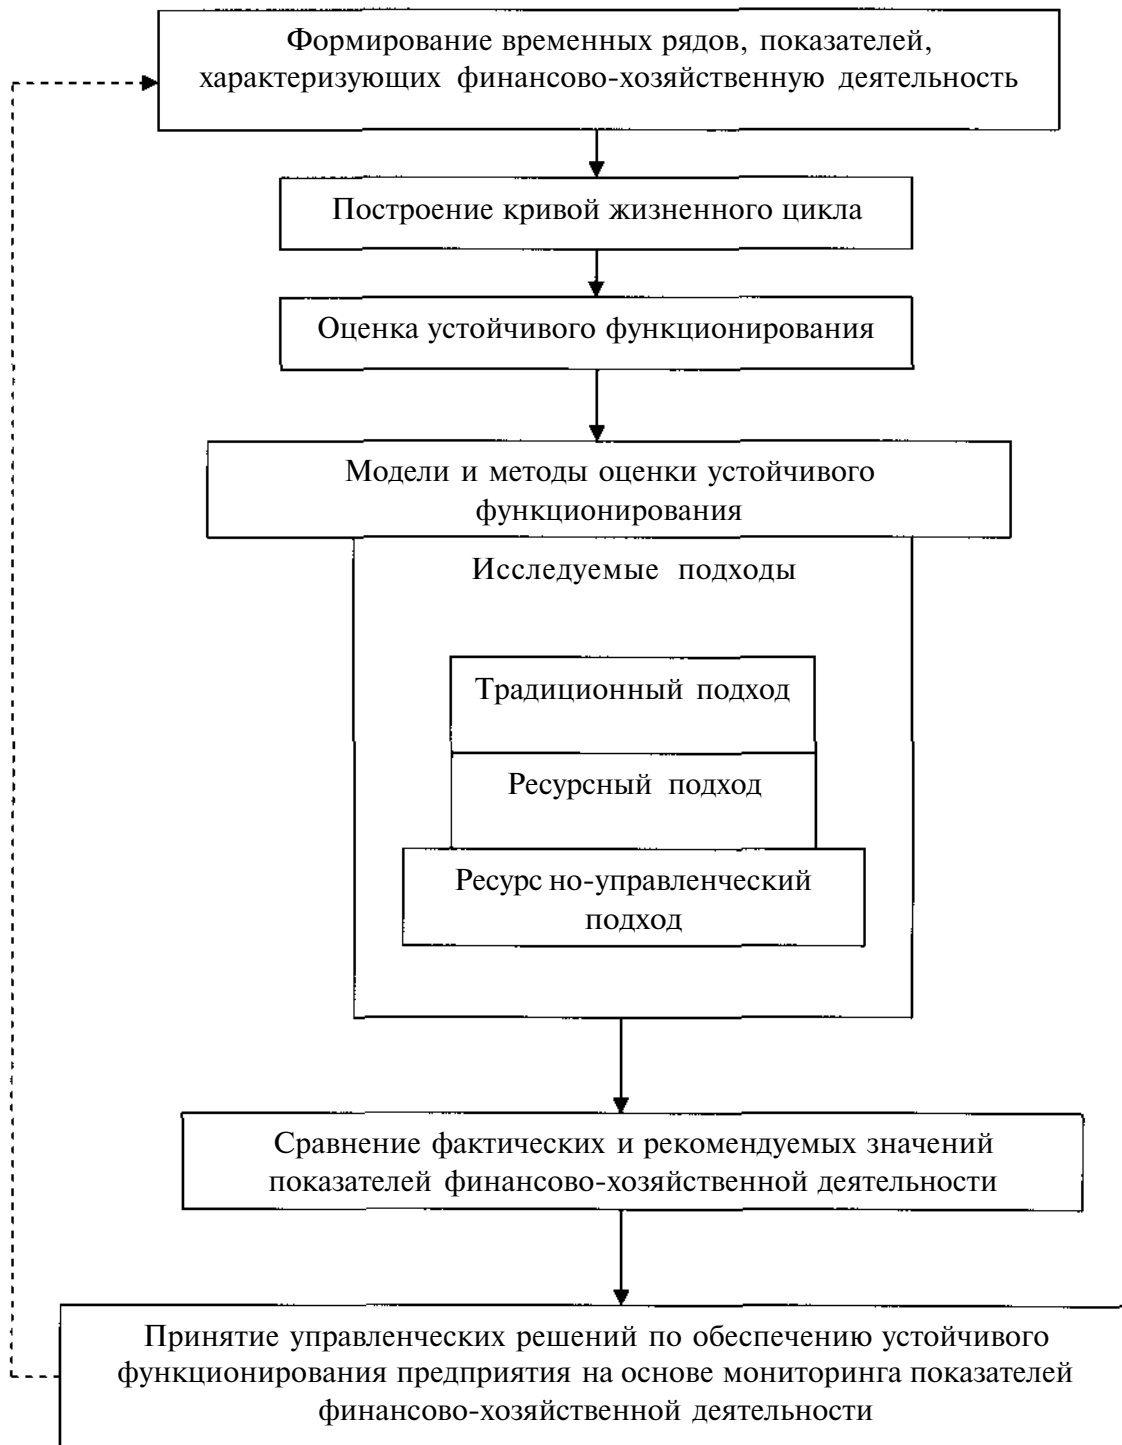 Формирование временных рядов, показателей,
характеризующих финансово-хозяйственную деятельность
Построение кривой жизненного цикла
Оценка устойчивого функционирования
Модели и методы оценки устойчивого
функционирования
Исследуемые подходы
Традиционный подход
Ресурсный подход
Ресурс но-управленческий
подход
Сравнение фактических и рекомендуемых значений
показателей финансово-хозяйственной деятельности
Принятие управленческих решений по обеспечению устойчивого
функционирования предприятия на основе мониторинга показателей
финансово-хозяйственной деятельности